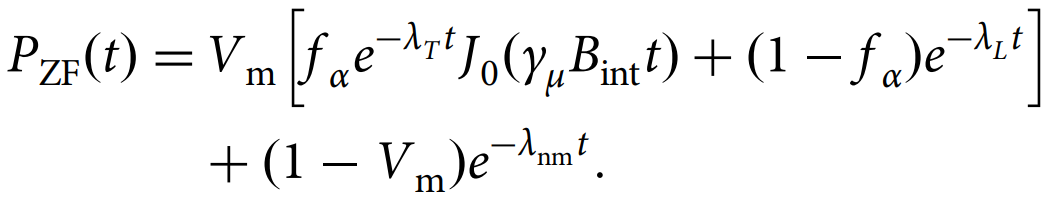 P_ZF(t) = V_m [f_α e^{−λ_T t} J_0(γ_μ B_int t) + (1 − f_α)e^{−λ_L t}]
+ (1 − V_m)e^{−λ_nm t}.